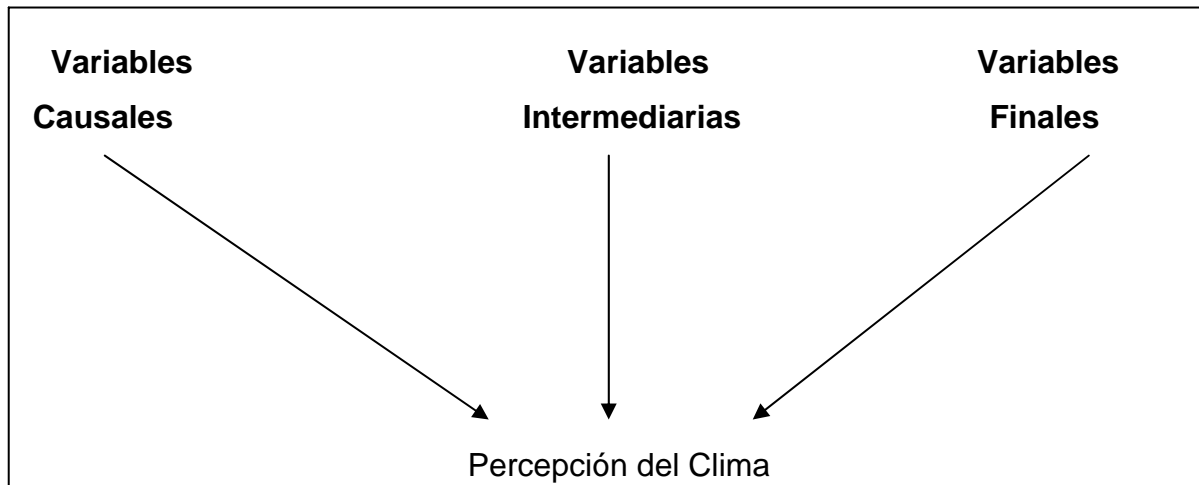 Variables
Causales
Variables
Intermediarias
Variables
Finales
Percepción del Clima